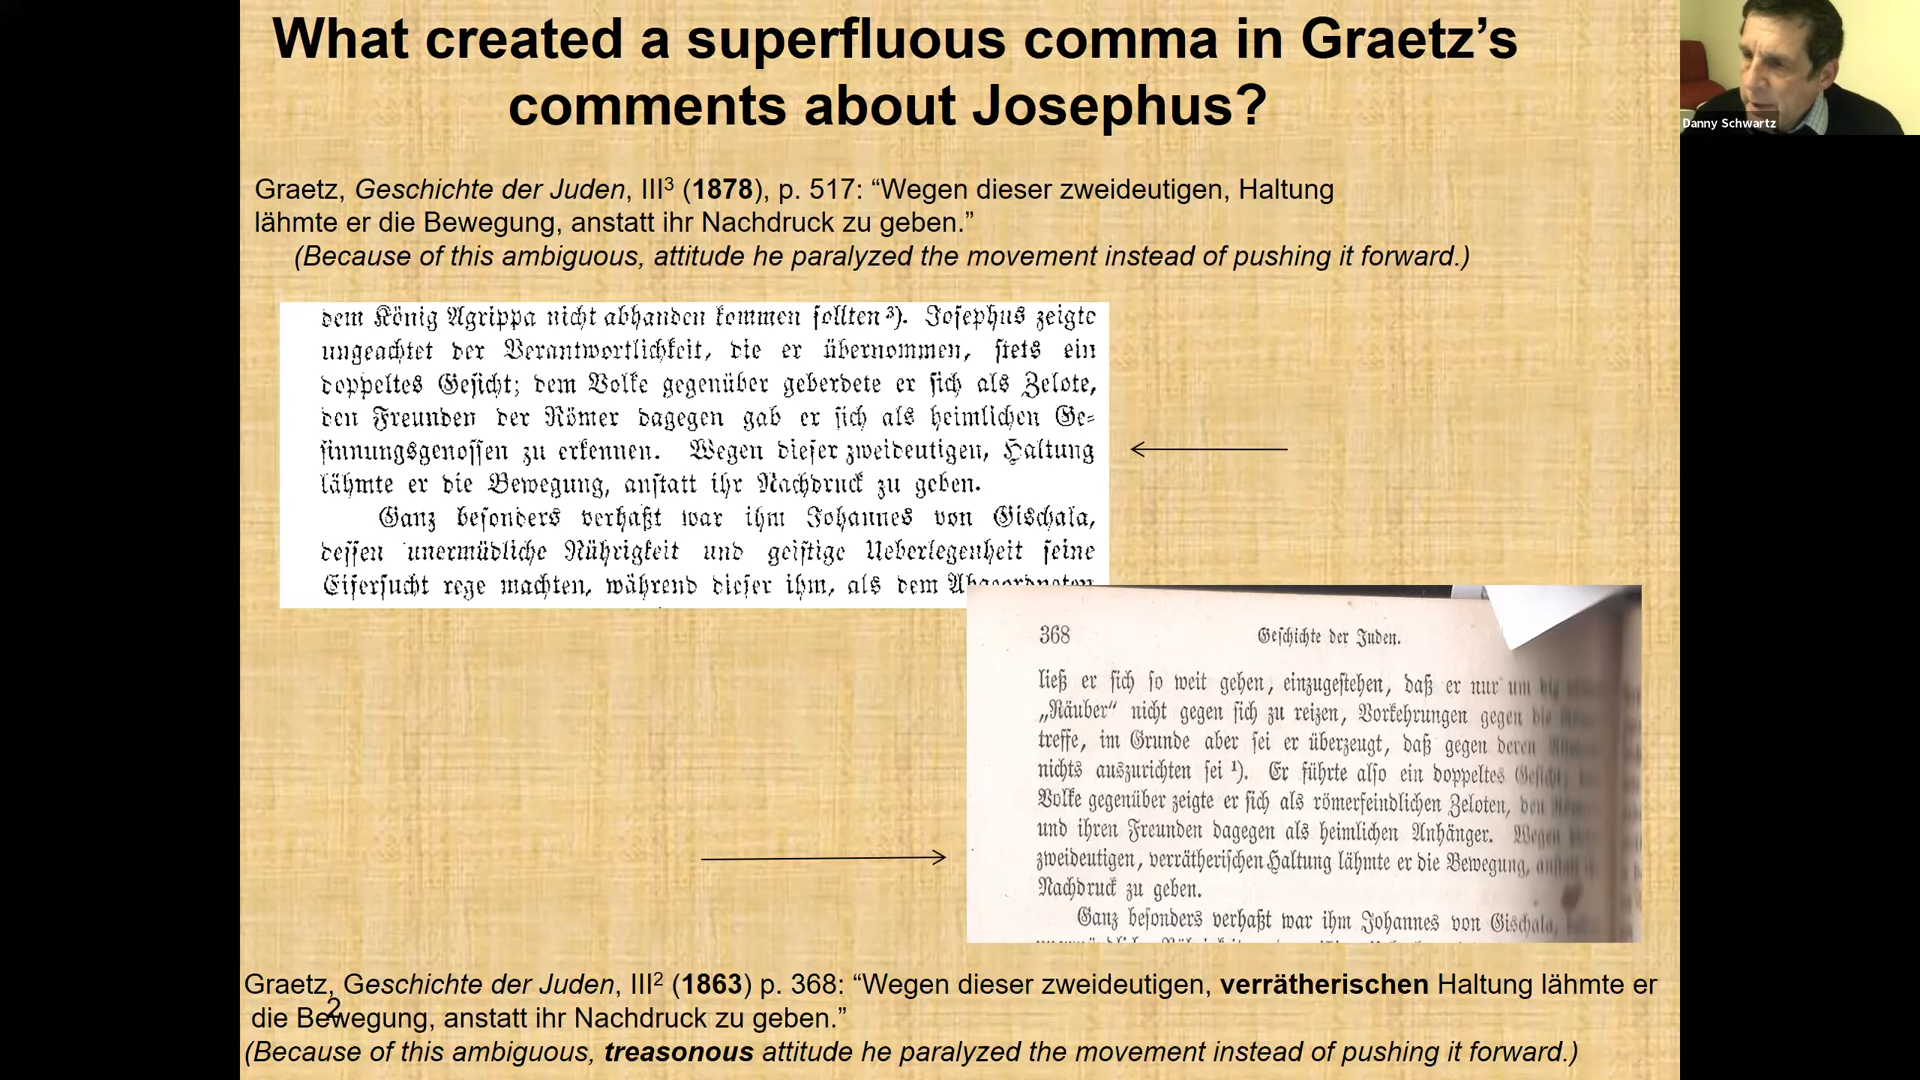 What created a superfluous comma in Graetz’s
comments about Josephus?
Danny Schwartz
Graetz, Geschichte der Juden, III³ (1878), p. 517: “Wegen dieser zweideutigen, Haltung
lähmte er die Bewegung, anstatt ihr Nachdruck zu geben.”
(Because of this ambiguous, attitude he paralyzed the movement instead of pushing it forward.)
dem König Agrippa nicht abhanden kommen sollten ³). Josephus zeigte
ungeachtet der Verantwortlichkeit, die er übernommen, stets ein
doppeltes Gesicht; dem Volke gegenüber geberdete er sich als Zelote,
den Freunden der Römer dagegen gab er sich als heimlichen Ge-
sinnungsgenossen zu erkennen. Wegen dieser zweideutigen, Haltung
lähmte er die Bewegung, anstatt ihr Nachdruck zu geben.
Ganz besonders verhaßt war ihm Johannes von Gischala,
dessen unermüdliche Rührigkeit und geistige Ueberlegenheit seine
Eifersucht rege machten, während dieser ihm, als dem Abgeordneten
368 Geschichte der Juden.
ließ er sich so weit gehen, einzugestehen, daß er nur um die
„Räuber“ nicht gegen sich zu reizen, Vorkehrungen gegen die
treffe, im Grunde aber sei er überzeugt, daß gegen deren
nichts auszurichten sei ¹). Er führte also ein doppeltes Gesicht;
Volke gegenüber zeigte er sich als römerfeindlichen Zeloten, den
und ihren Freunden dagegen als heimlichen Anhänger. Wegen
zweideutigen, verrätherischen Haltung lähmte er die Bewegung,
Nachdruck zu geben.
Ganz besonders verhaßt war ihm Johannes von Gischala,
Graetz, Geschichte der Juden, III² (1863) p. 368: “Wegen dieser zweideutigen, verrätherischen Haltung lähmte er
2
die Bewegung, anstatt ihr Nachdruck zu geben.”
(Because of this ambiguous, treasonous attitude he paralyzed the movement instead of pushing it forward.)